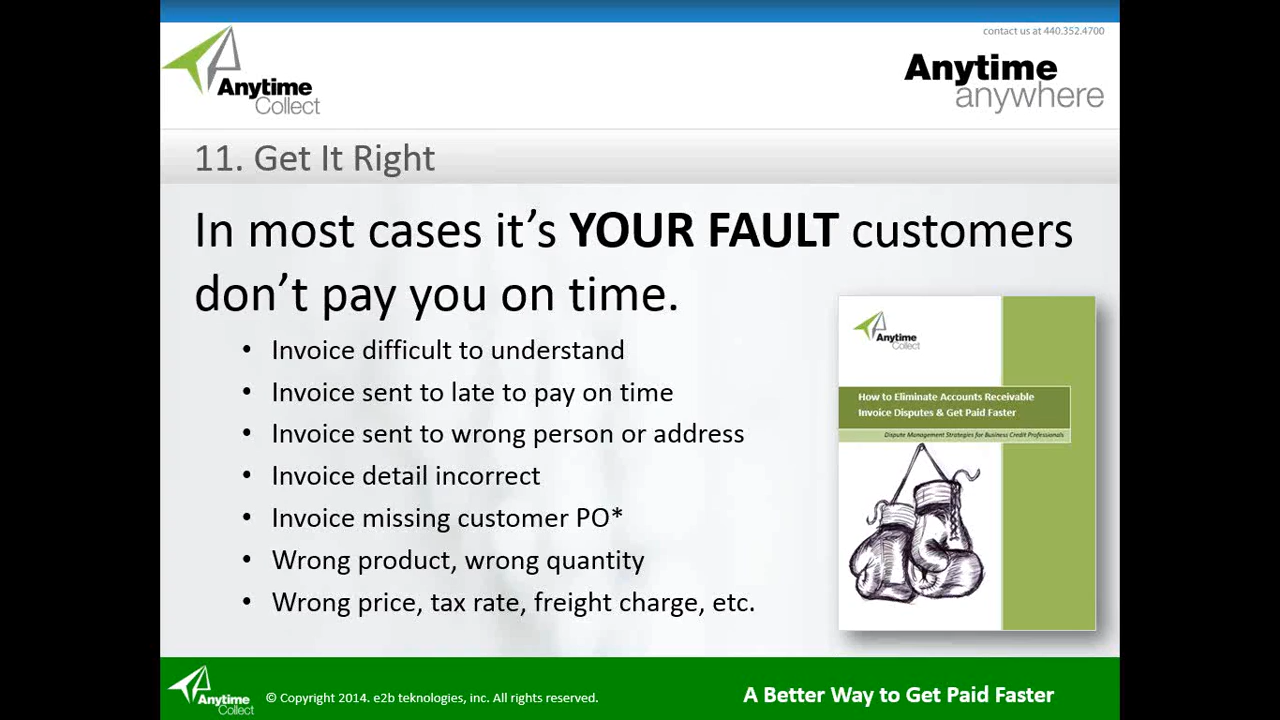 contact us at 440.352.4700
Anytime
Collect
Anytime
anywhere
11. Get It Right
In most cases it’s YOUR FAULT customers
don’t pay you on time.
• Invoice difficult to understand
• Invoice sent to late to pay on time
• Invoice sent to wrong person or address
• Invoice detail incorrect
• Invoice missing customer PO*
• Wrong product, wrong quantity
• Wrong price, tax rate, freight charge, etc.
Anytime
Collect
How to Eliminate Accounts Receivable
Invoice Disputes & Get Paid Faster
Dispute Management Strategies for Business Credit Professionals
Anytime
Collect
© Copyright 2014. e2b teknologies, inc. All rights reserved.
A Better Way to Get Paid Faster